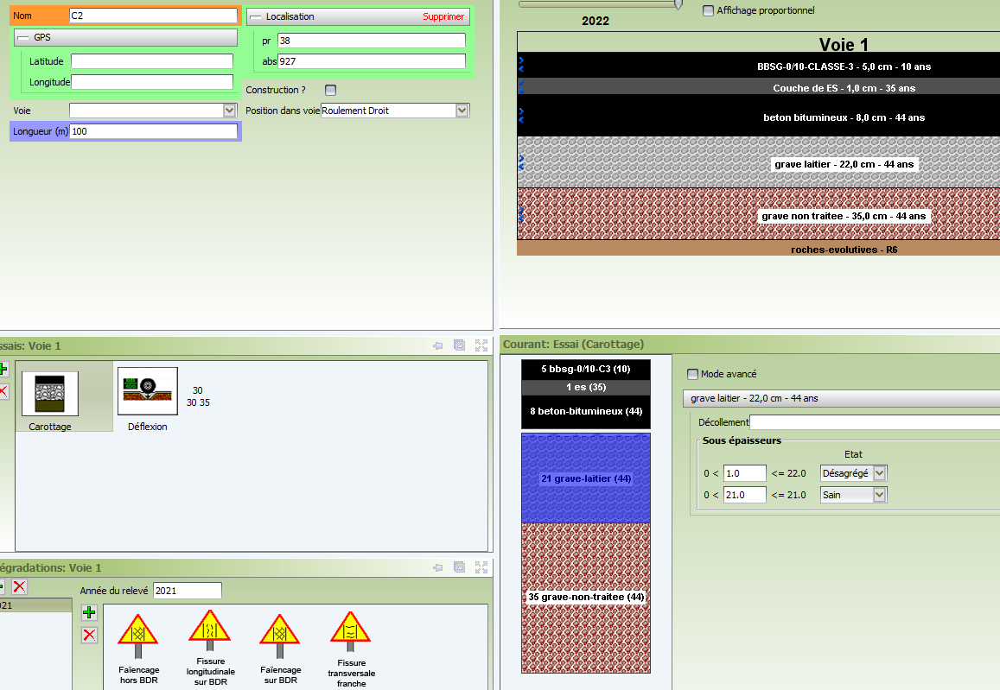 Nom
C2
GPS
Latitude
Longitude
Voie
Longueur (m)
100
Localisation
Supprimer
pr
38
abs
927
Construction ?
Position dans voie
Roulement Droit
2022
Affichage proportionnel
Voie 1
BBSG-0/10-CLASSE-3 - 5,0 cm - 10 ans
Couche de ES - 1,0 cm - 35 ans
beton bitumineux - 8,0 cm - 44 ans
grave laitier - 22,0 cm - 44 ans
grave non traitee - 35,0 cm - 44 ans
roches-evolutives - R6
ssais: Voie 1
Carottage
Déflexion
30
30 35
Courant: Essai (Carottage)
5 bbsg-0/10-C3 (10)
1 es (35)
8 beton-bitumineux (44)
21 grave-laitier (44)
35 grave-non-traitee (44)
Mode avancé
grave laitier - 22,0 cm - 44 ans
Décollement
Sous épaisseurs
Etat
0 < 1.0 <= 22.0 Désagrégé
0 < 21.0 <= 21.0 Sain
égradations: Voie 1
021
Année du relevé 2021
Faïencage
hors BDR
Fissure
longitudinale
sur BDR
Faïencage
sur BDR
Fissure
transversale
franche